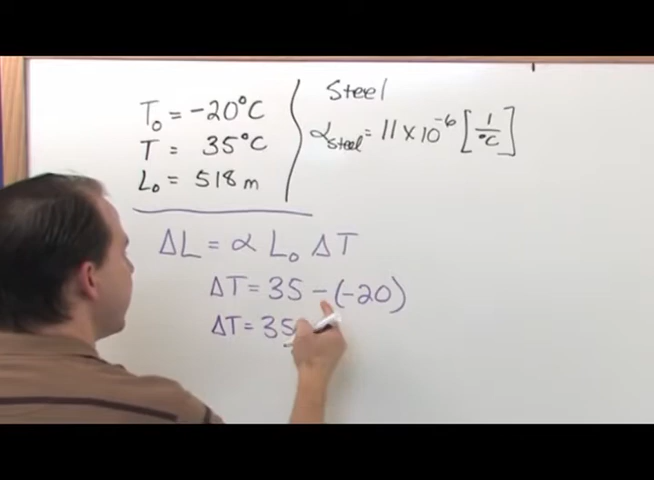 T₀ = -20°C
T = 35°C
L₀ = 518 m
Steel
α_Steel = 11 × 10⁻⁶ [1/°C]
ΔL = α L₀ ΔT
ΔT = 35 - (-20)
ΔT = 35